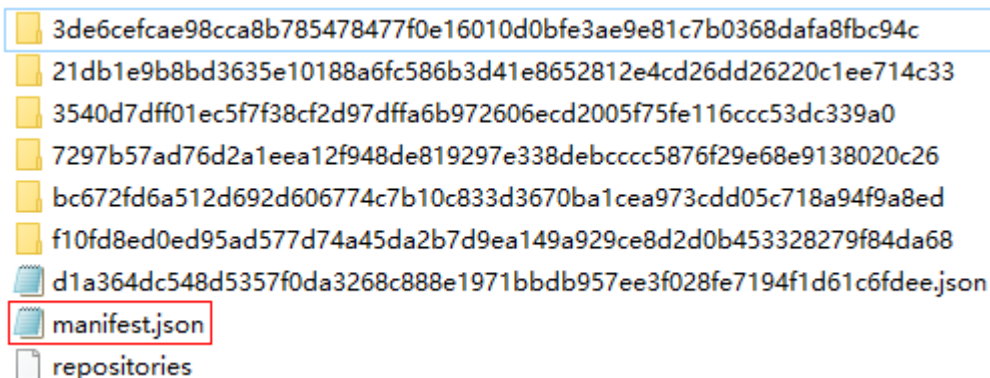 3de6cefcae98cca8b785478477f0e16010d0bfe3ae9e81c7b0368dafa8fbc94c
21db1e9b8bd3635e10188a6fc586b3d41e8652812e4cd26dd26220c1ee714c33
3540d7dff01ec5f7f38cf2d97dffa6b972606ecd2005f75fe116ccc53dc339a0
7297b57ad76d2a1eea12f948de819297e338debcccc5876f29e68e9138020c26
bc672fd6a512d692d606774c7b10c833d3670ba1cea973cdd05c718a94f9a8ed
f10fd8ed0ed95ad577d74a45da2b7d9ea149a929ce8d2d0b453328279f84da68
d1a364dc548d5357f0da3268c888e1971bbdb957ee3f028fe7194f1d61c6fdee.json
manifest.json
repositories